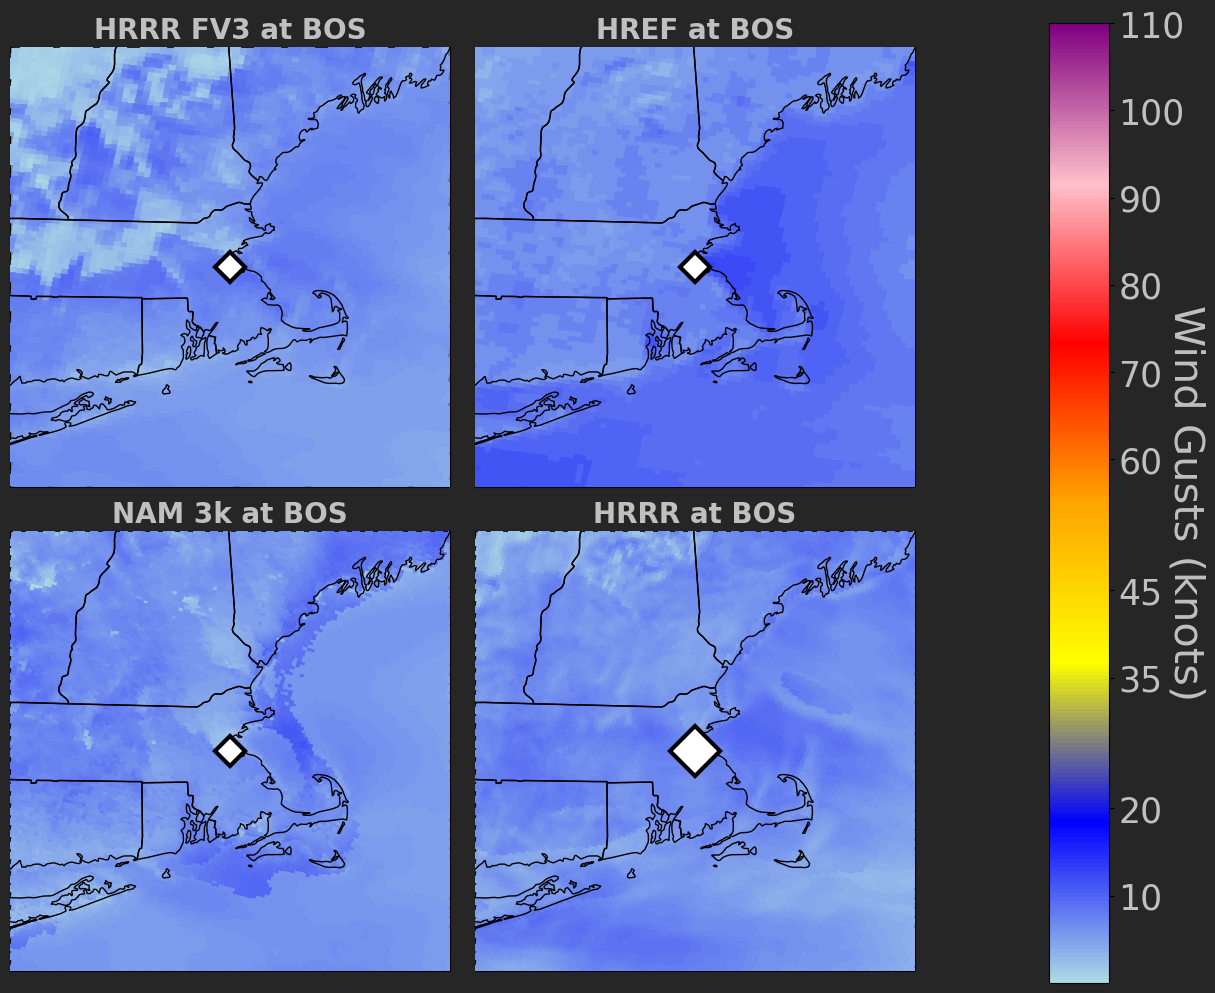 HRRR FV3 at BOS
HREF at BOS
NAM 3k at BOS
HRRR at BOS
110
100
90
80
70
60
45
35
20
10
Wind Gusts (knots)